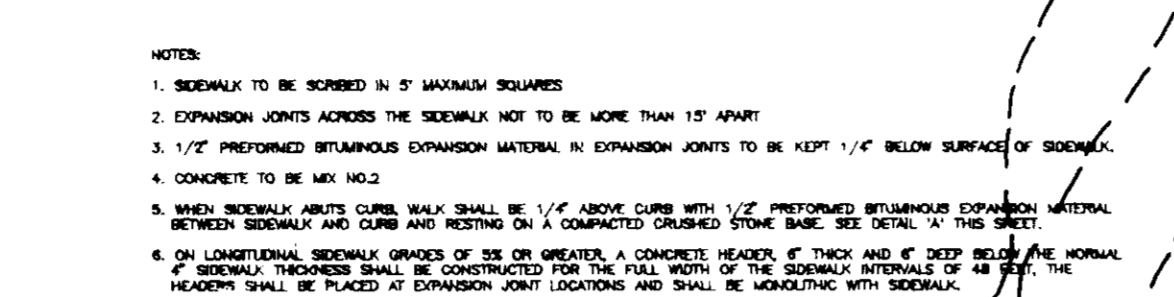 NOTES:
1. SIDEWALK TO BE SCRIBED IN 5' MAXIMUM SQUARES
2. EXPANSION JOINTS ACROSS THE SIDEWALK NOT TO BE MORE THAN 15' APART
3. 1/2" PREFORMED BITUMINOUS EXPANSION MATERIAL IN EXPANSION JOINTS TO BE KEPT 1/4" BELOW SURFACE OF SIDEWALK.
4. CONCRETE TO BE MIX NO.2
5. WHEN SIDEWALK ABUTS CURB, WALK SHALL BE 1/4" ABOVE CURB WITH 1/2" PREFORMED BITUMINOUS EXPANSION MATERIAL
BETWEEN SIDEWALK AND CURB AND RESTING ON A COMPACTED CRUSHED STONE BASE. SEE DETAIL 'A' THIS SHEET.
6. ON LONGITUDINAL SIDEWALK GRADES OF 5% OR GREATER, A CONCRETE HEADER, 6" THICK AND 6" DEEP BELOW THE NORMAL
4" SIDEWALK THICKNESS SHALL BE CONSTRUCTED FOR THE FULL WIDTH OF THE SIDEWALK INTERVALS OF 48 FEET, THE
HEADERS SHALL BE PLACED AT EXPANSION JOINT LOCATIONS AND SHALL BE MONOLITHIC WITH SIDEWALK.